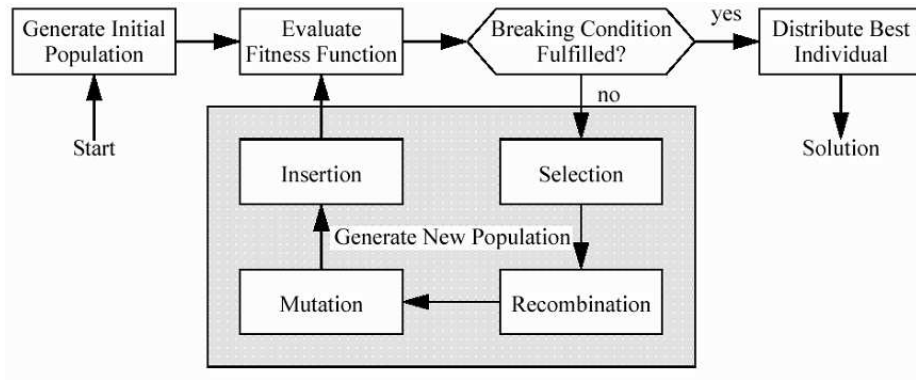 Generate Initial
Population
Evaluate
Fitness Function
Breaking Condition
Fulfilled?
yes
Distribute Best
Individual
no
Start
Insertion
Selection
Solution
Generate New Population
Mutation
Recombination